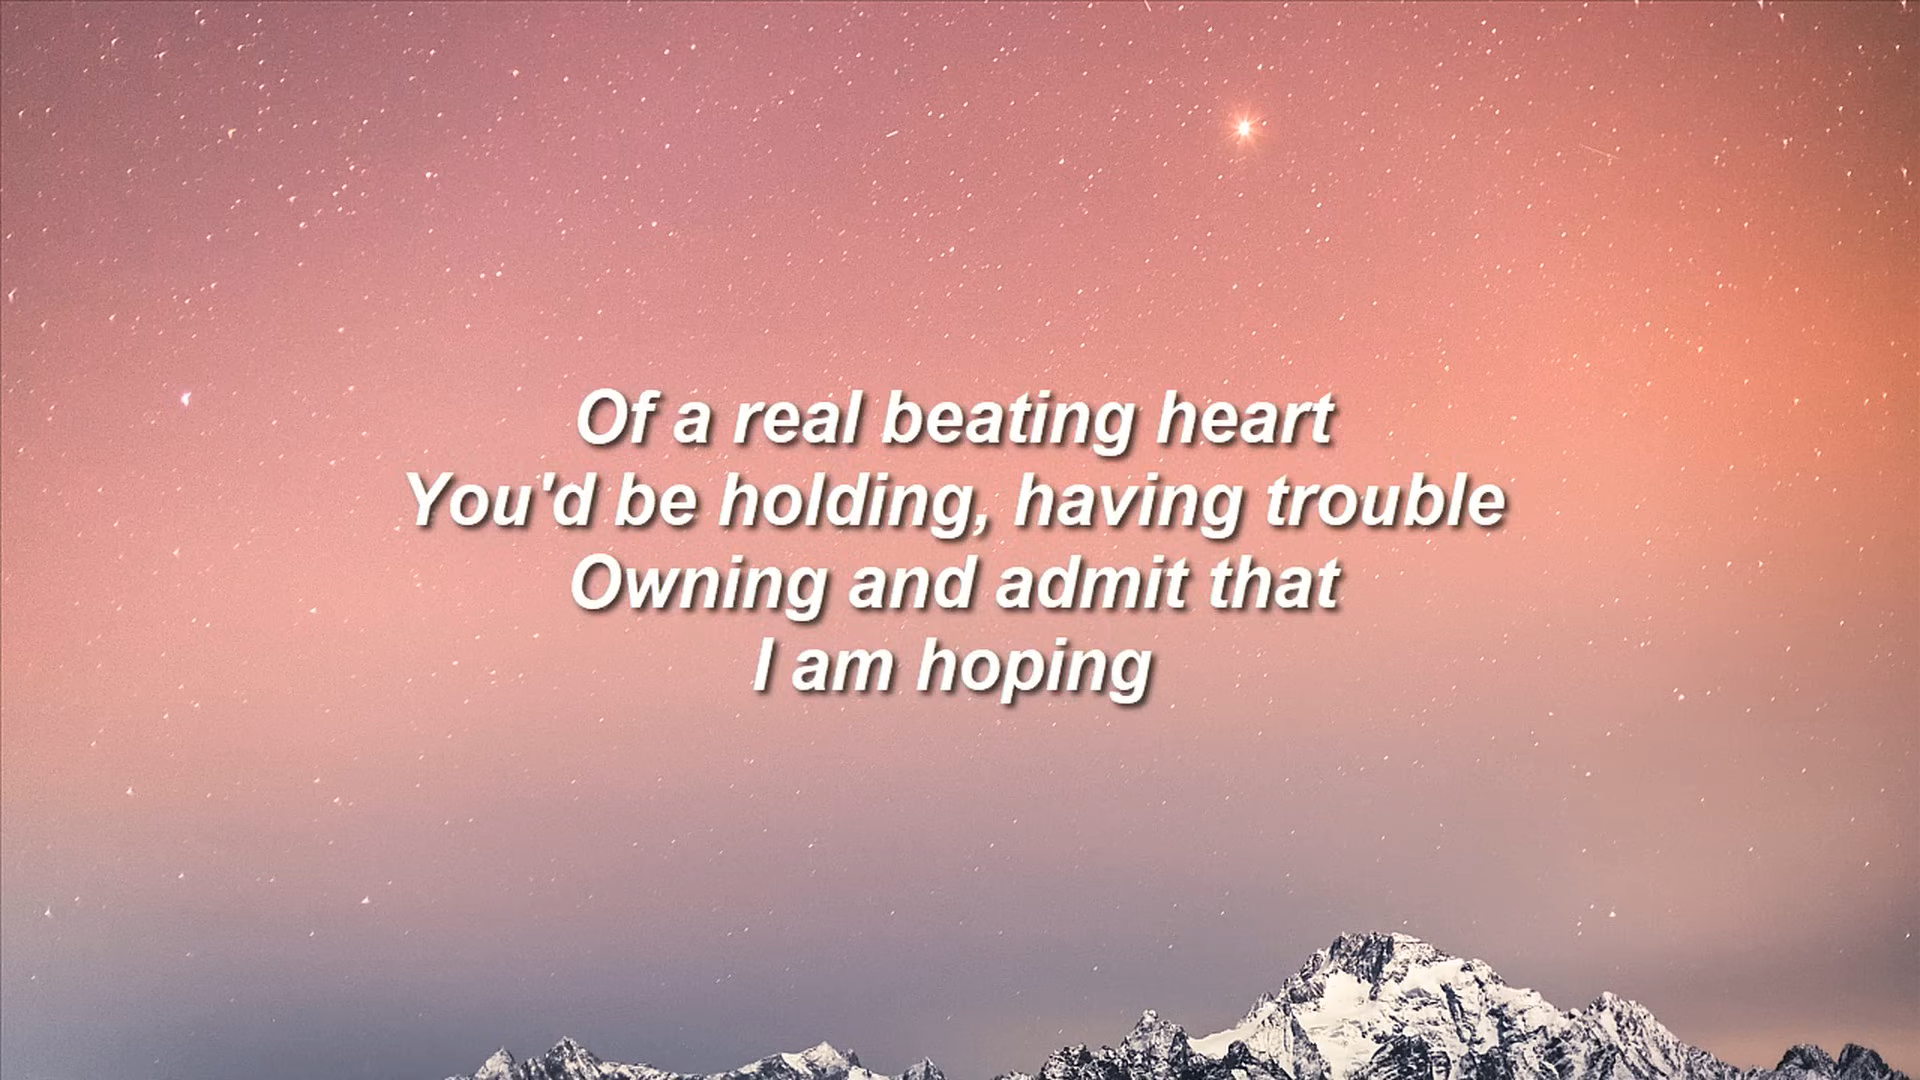 Of a real beating heart
You'd be holding, having trouble
Owning and admit that
I am hoping